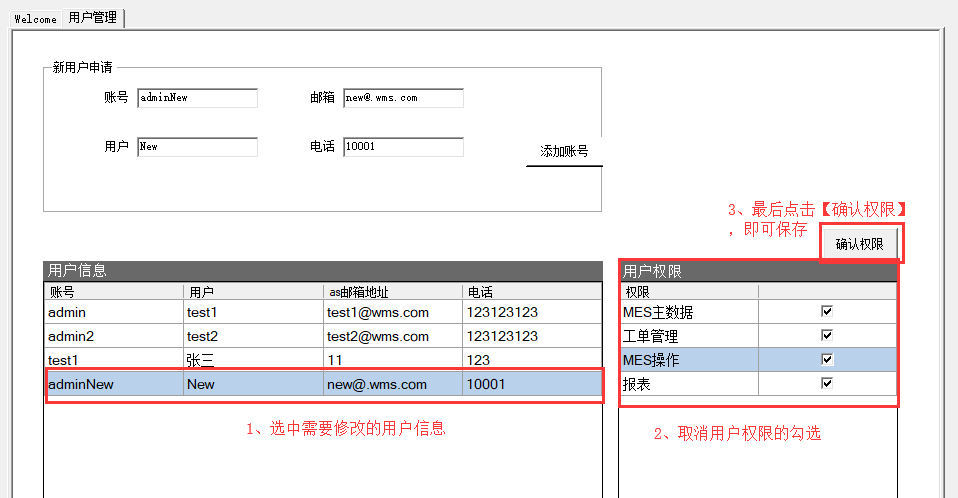 Welcome 用户管理
新用户申请
账号 adminNew 邮箱 new@.wms.com
用户 New 电话 10001
添加账号
3、最后点击【确认权限】
，即可保存
确认权限
用户信息
账号 用户 as邮箱地址 电话
admin test1 test1@wms.com 123123123
admin2 test2 test2@wms.com 123123123
test1 张三 11 123
adminNew New new@.wms.com 10001
1、选中需要修改的用户信息
用户权限
权限
MES主数据
工单管理
MES操作
报表
2、取消用户权限的勾选